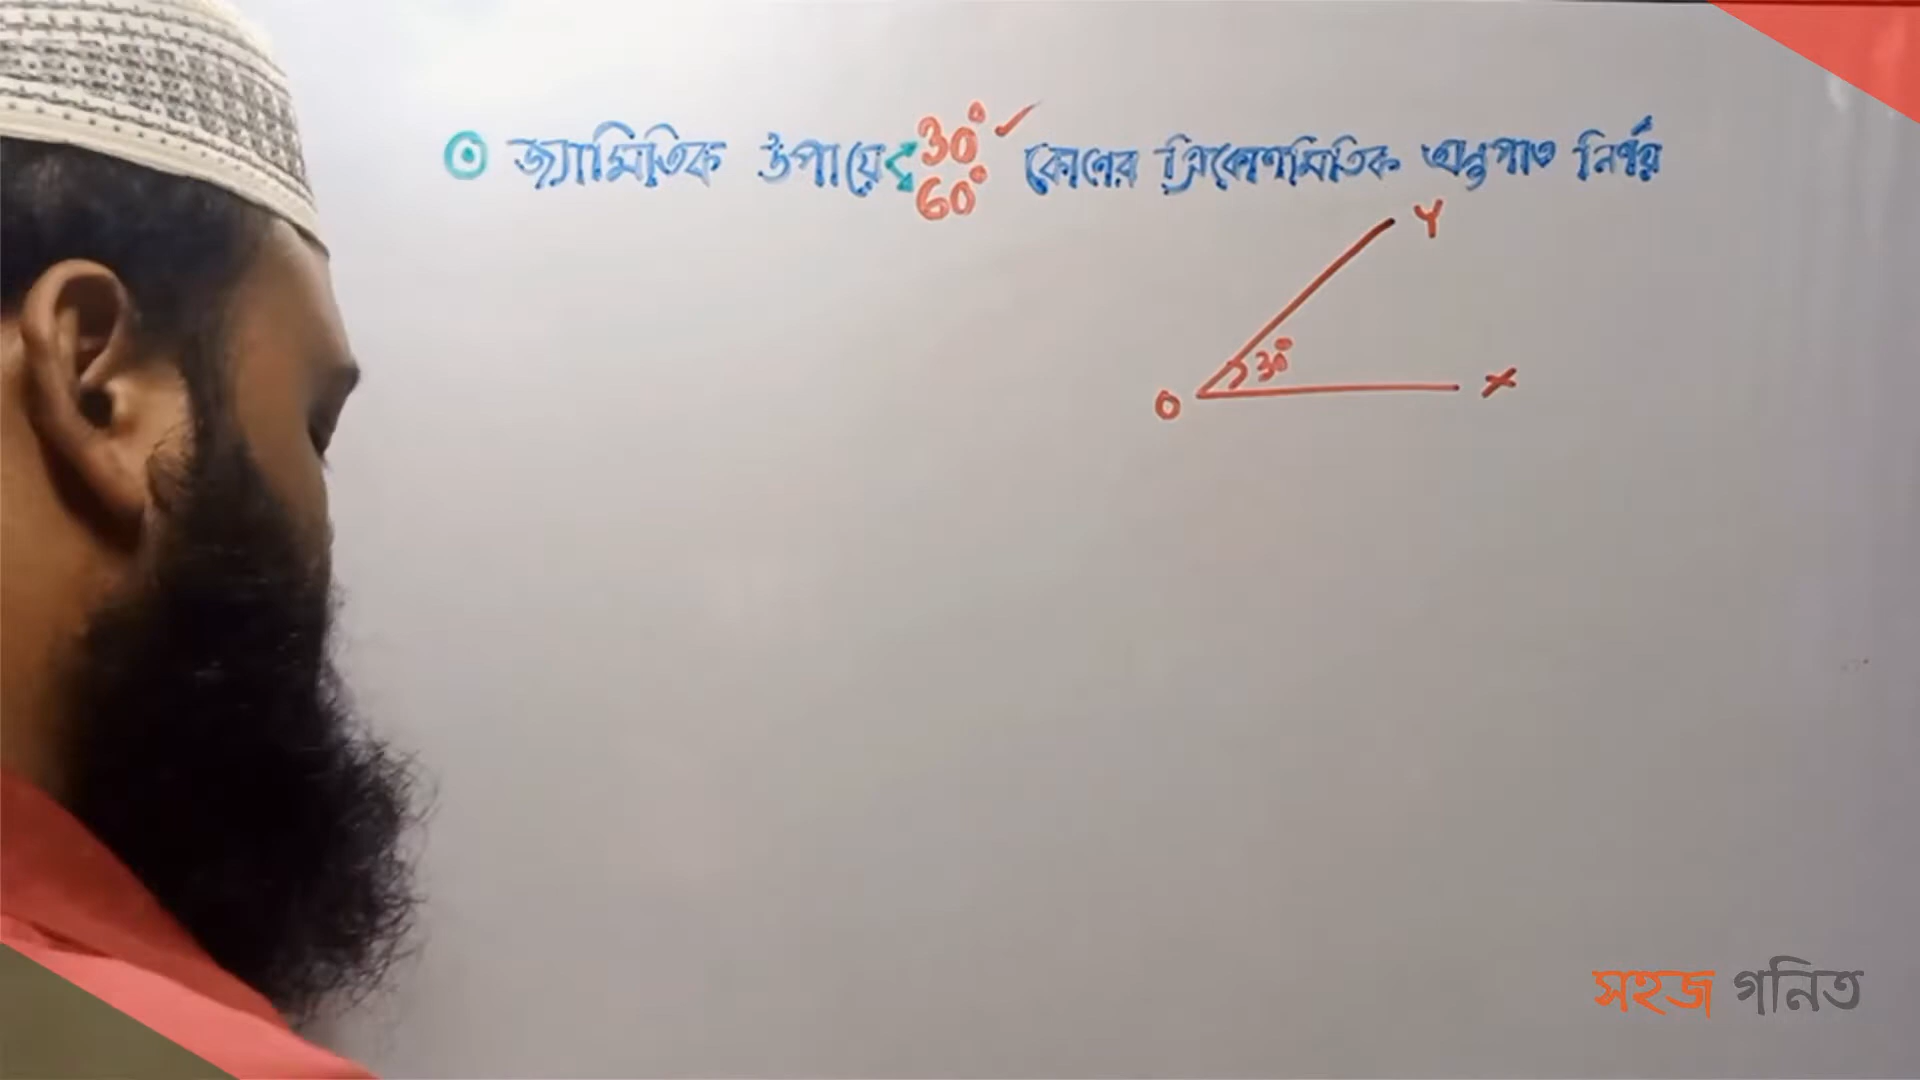 জ্যামিতিক উপায়ে 30° ✓ কোণের ত্রিকোণমিতিক অনুপাত নির্ণয়
60°
Y
30°
O X
সহজ গনিত